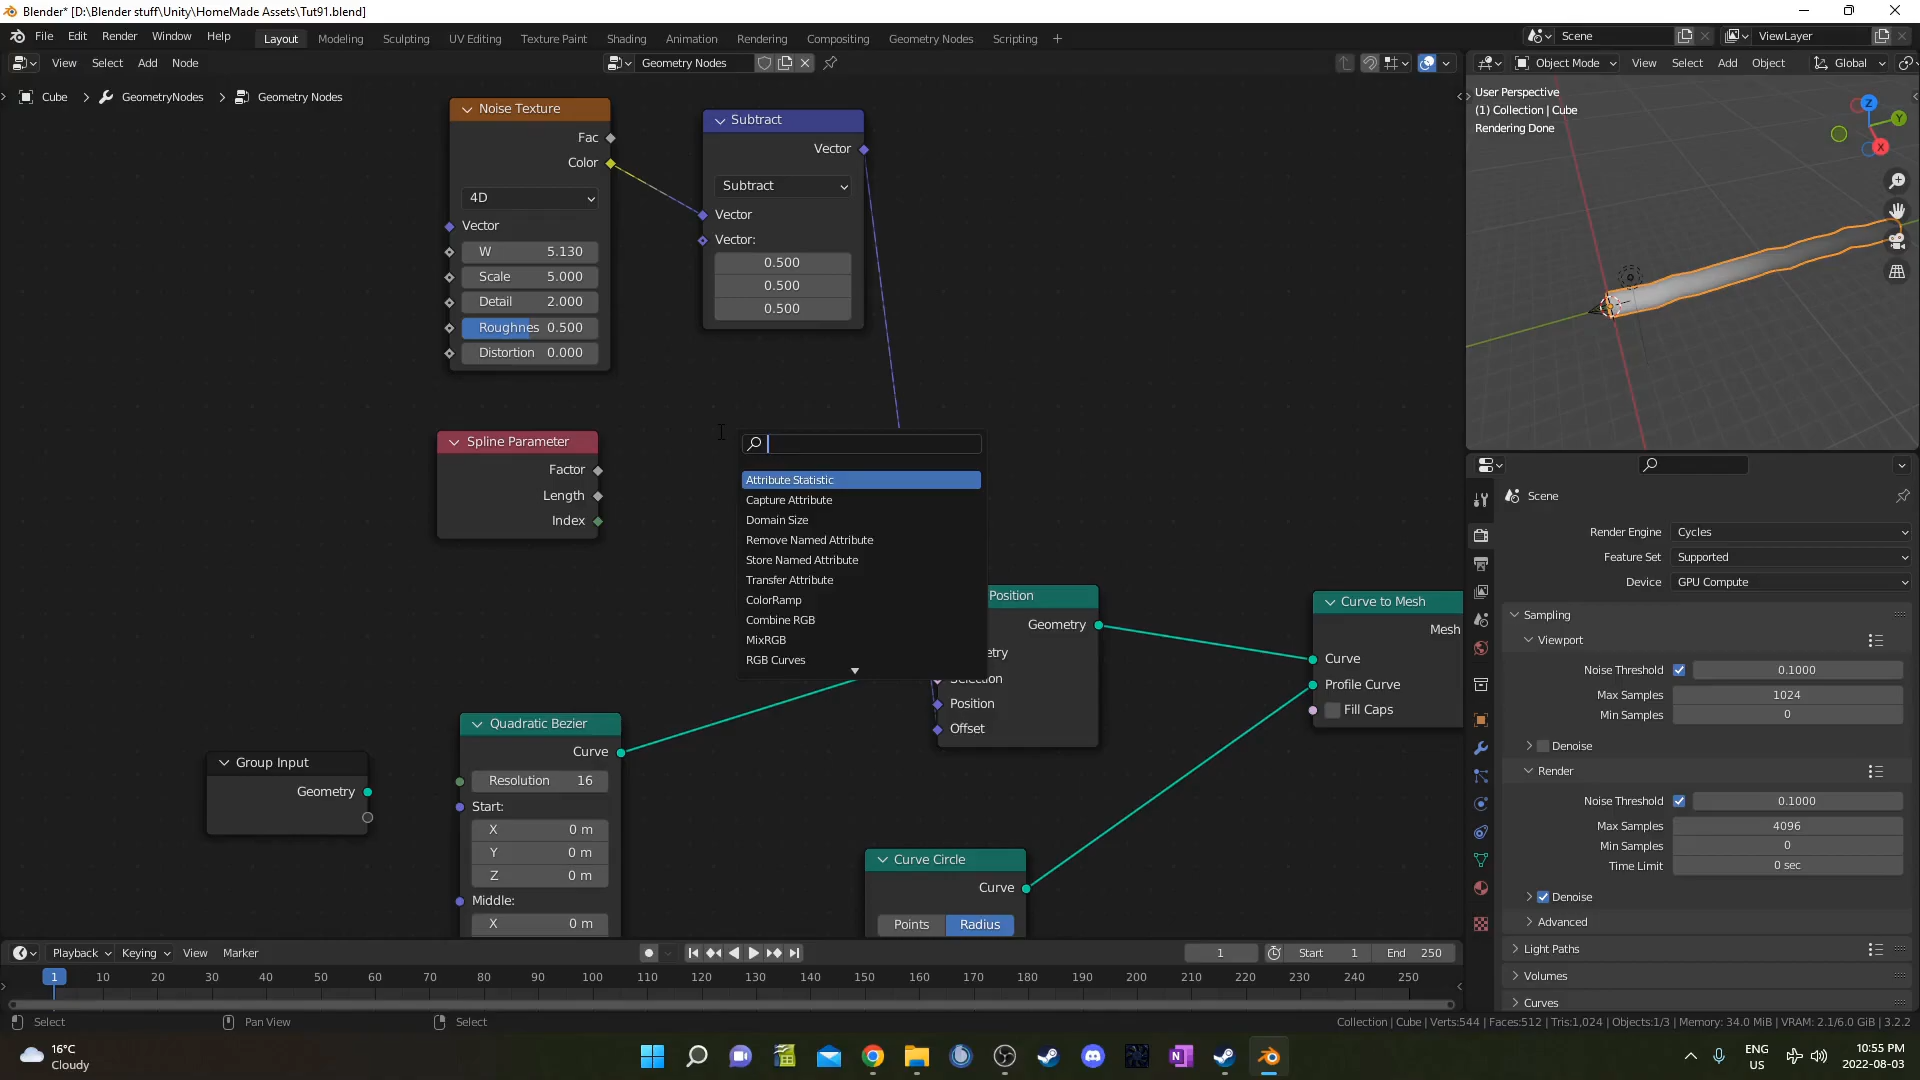 Blender* [D:\Blender stuff\Unity\HomeMade Assets\Tut91.blend]
File Edit Render Window Help Layout Modeling Sculpting UV Editing Texture Paint Shading Animation Rendering Compositing Geometry Nodes Scripting + Scene ViewLayer
View Select Add Node Geometry Nodes Object Mode View Select Add Object Global
Cube > GeometryNodes > Geometry Nodes
User Perspective
(1) Collection | Cube
Rendering Done
Z
Y
X
Noise Texture
Fac
Color
4D
Vector
W 5.130
Scale 5.000
Detail 2.000
Roughnes 0.500
Distortion 0.000
Subtract
Vector
Subtract
Vector
Vector:
0.500
0.500
0.500
Spline Parameter
Factor
Length
Index
Attribute Statistic
Capture Attribute
Domain Size
Remove Named Attribute
Store Named Attribute
Transfer Attribute
ColorRamp
Combine RGB
MixRGB
RGB Curves
Position
Geometry
etry
Selection
Position
Offset
Curve to Mesh
Mesh
Curve
Profile Curve
Fill Caps
Group Input
Geometry
Quadratic Bezier
Curve
Resolution 16
Start:
X 0 m
Y 0 m
Z 0 m
Middle:
X 0 m
Curve Circle
Curve
Points Radius
Scene
Render Engine Cycles
Feature Set Supported
Device GPU Compute
Sampling
Viewport
Noise Threshold 0.1000
Max Samples 1024
Min Samples 0
Denoise
Render
Noise Threshold 0.1000
Max Samples 4096
Min Samples 0
Time Limit 0 sec
Denoise
Advanced
Light Paths
Volumes
Curves
Playback Keying View Marker 1 Start 1 End 250
1 10 20 30 40 50 60 70 80 90 100 110 120 130 140 150 160 170 180 190 200 210 220 230 240 250
Select Pan View Select Collection | Cube | Verts:544 | Faces:512 | Tris:1,024 | Objects:1/3 | Memory: 34.0 MiB | VRAM: 2.1/6.0 GiB | 3.2.2
16°C
Cloudy
ENG
US
10:55 PM
2022-08-03